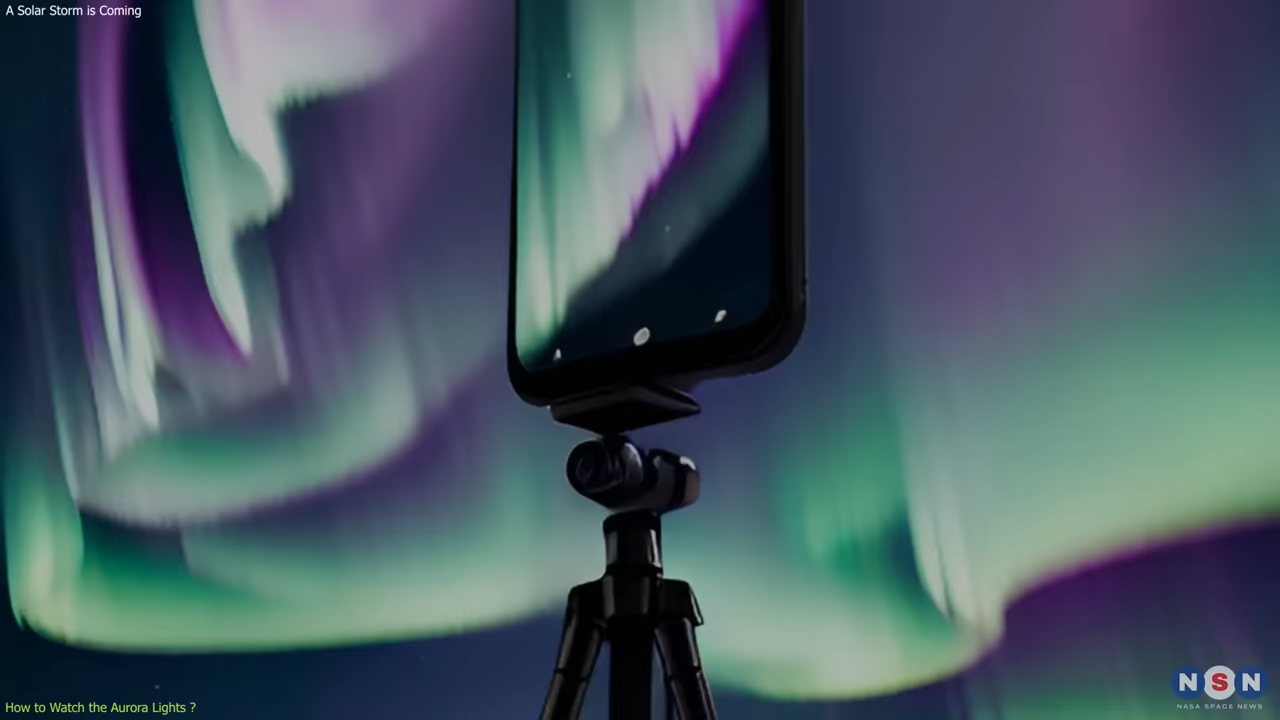 A Solar Storm is Coming
How to Watch the Aurora Lights ?
NSN
NASA SPACE NEWS